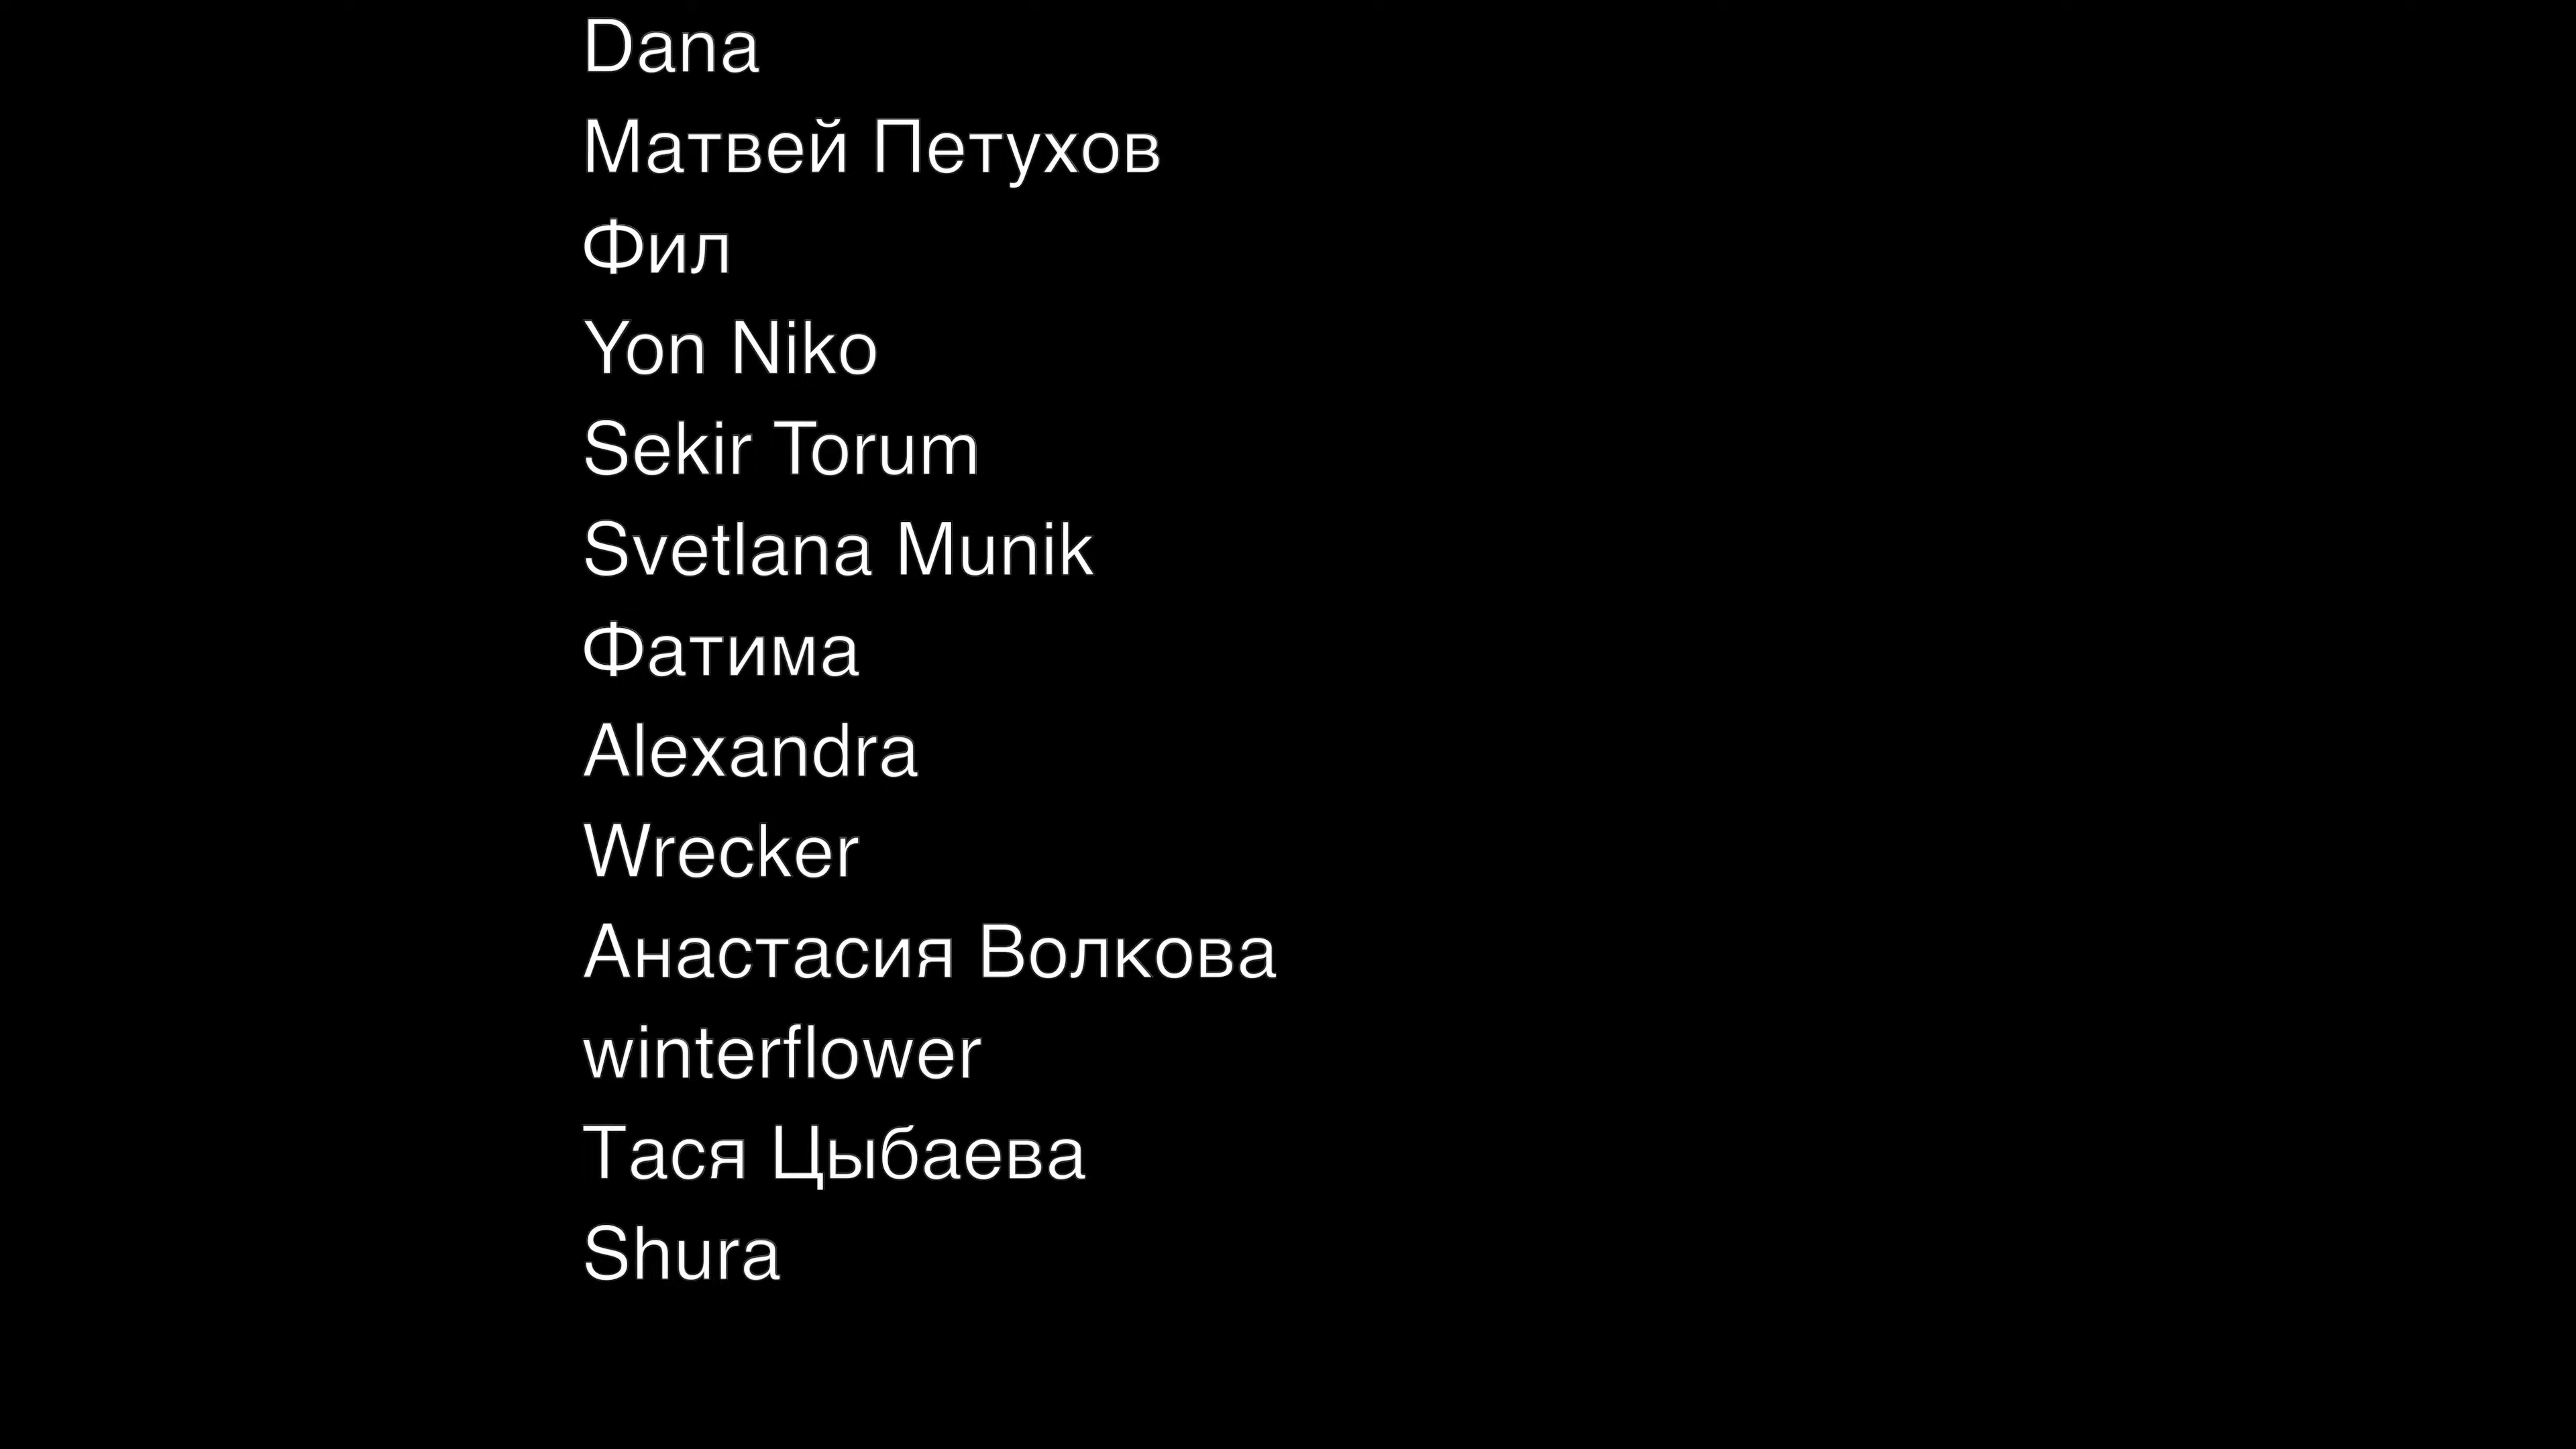 Dana
Матвей Петухов
Фил
Yon Niko
Sekir Torum
Svetlana Munik
Фатима
Alexandra
Wrecker
Анастасия Волкова
winterflower
Тася Цыбаева
Shura